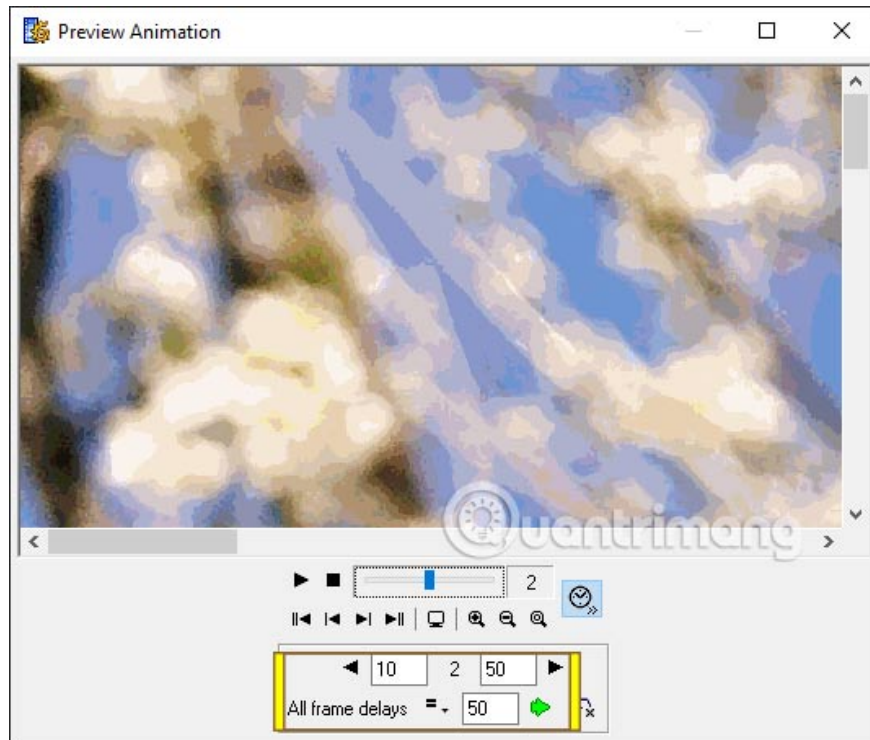 Preview Animation
Quantrimang
2
10 2 50
All frame delays = 50